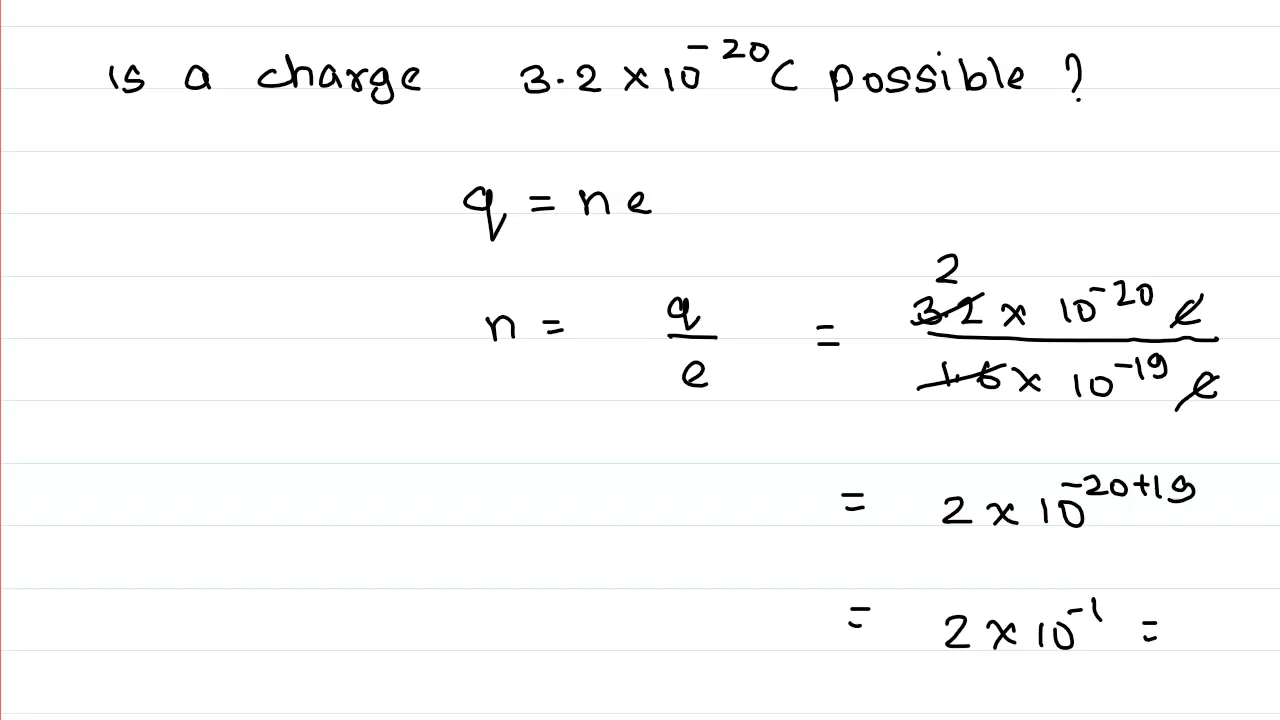 is a charge 3.2 × 10⁻²⁰ C possible ?
q = n e
n = q/e = 3.2 × 10⁻²⁰ C / 1.6 × 10⁻¹⁹ C 2
= 2 × 10⁻²⁰⁺¹⁹
= 2 × 10⁻¹ =